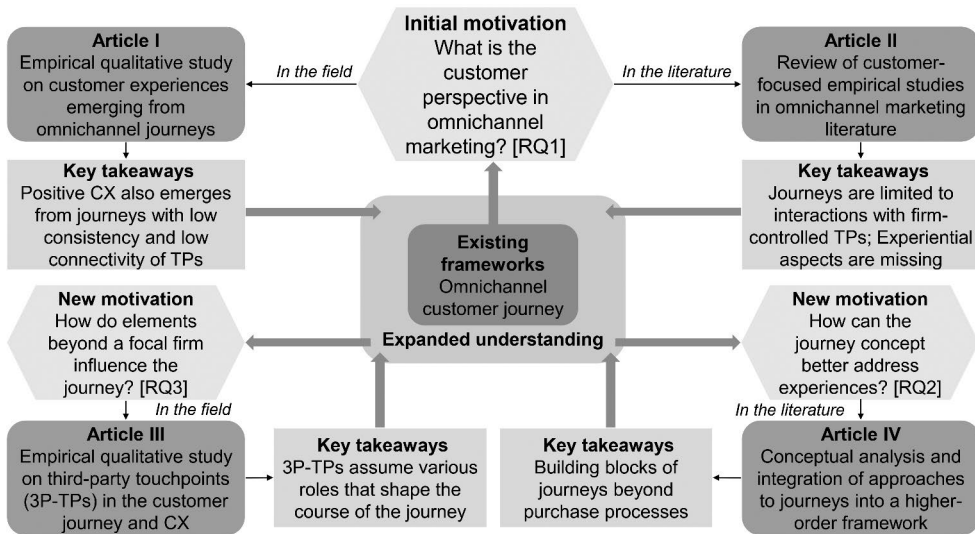 Initial motivation
What is the
customer
perspective in
omnichannel
marketing? [RQ1]
In the field
In the literature
Article I
Empirical qualitative study
on customer experiences
emerging from
omnichannel journeys
Article II
Review of customer-
focused empirical studies
in omnichannel marketing
literature
Key takeaways
Positive CX also emerges
from journeys with low
consistency and low
connectivity of TPs
Key takeaways
Journeys are limited to
interactions with firm-
controlled TPs; Experiential
aspects are missing
Existing
frameworks
Omnichannel
customer journey
Expanded understanding
New motivation
How do elements
beyond a focal firm
influence the
journey? [RQ3]
In the field
New motivation
How can the
journey concept
better address
experiences? [RQ2]
In the literature
Article III
Empirical qualitative study
on third-party touchpoints
(3P-TPs) in the customer
journey and CX
Key takeaways
3P-TPs assume various
roles that shape the
course of the journey
Key takeaways
Building blocks of
journeys beyond
purchase processes
Article IV
Conceptual analysis and
integration of approaches
to journeys into a higher-
order framework